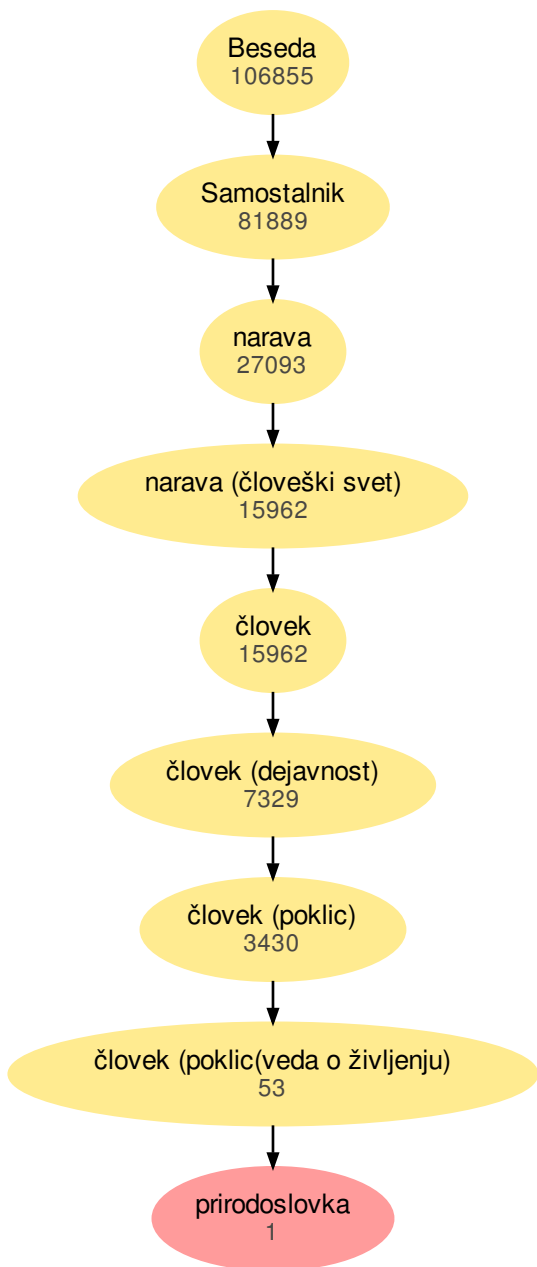 Beseda
106855
Samostalnik
81889
narava
27093
narava (človeški svet)
15962
človek
15962
človek (dejavnost)
7329
človek (poklic)
3430
človek (poklic(veda o življenju)
53
prirodoslovka
1